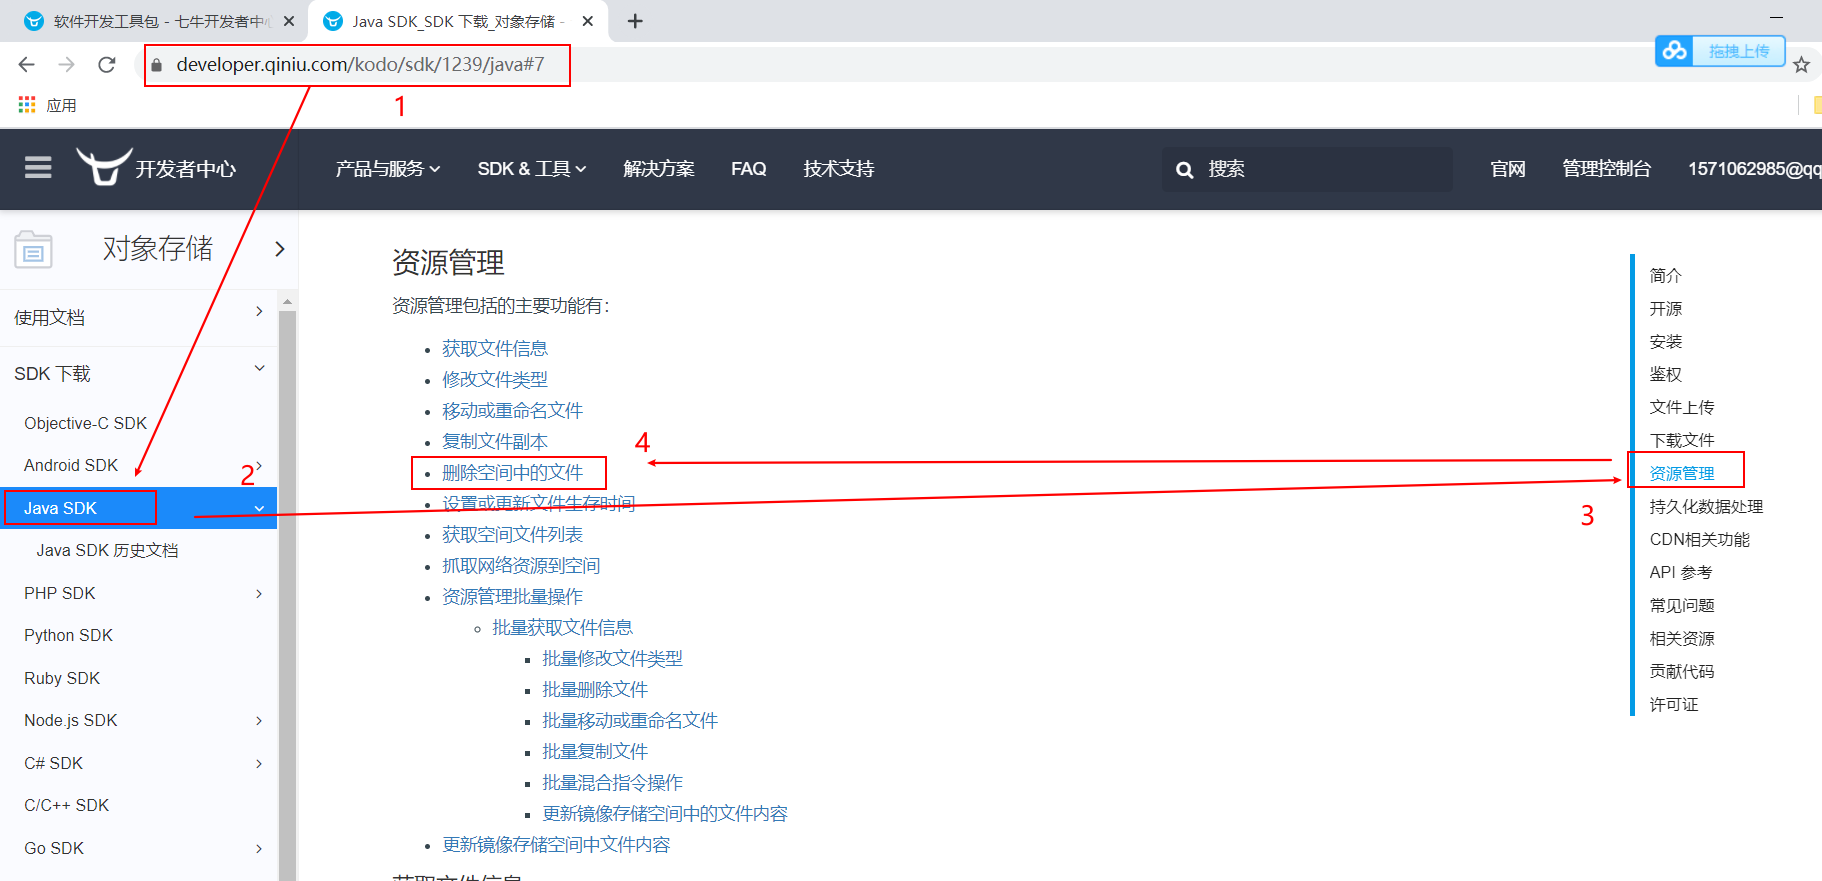 软件开发工具包 - 七牛开发者中心
Java SDK_SDK 下载_对象存储 -
developer.qiniu.com/kodo/sdk/1239/java#7
拖拽上传
1
应用
开发者中心
产品与服务
SDK & 工具
解决方案
FAQ
技术支持
搜索
官网
管理控制台
1571062985@qq
对象存储
使用文档
SDK 下载
Objective-C SDK
Android SDK
2
Java SDK
Java SDK 历史文档
PHP SDK
Python SDK
Ruby SDK
Node.js SDK
C# SDK
C/C++ SDK
Go SDK
资源管理
资源管理包括的主要功能有：
获取文件信息
修改文件类型
移动或重命名文件
复制文件副本
4
删除空间中的文件
设置或更新文件生存时间
获取空间文件列表
抓取网络资源到空间
资源管理批量操作
批量获取文件信息
批量修改文件类型
批量删除文件
批量移动或重命名文件
批量复制文件
批量混合指令操作
更新镜像存储空间中的文件内容
更新镜像存储空间中文件内容
获取文件信息
简介
开源
安装
鉴权
文件上传
下载文件
资源管理
3
持久化数据处理
CDN相关功能
API 参考
常见问题
相关资源
贡献代码
许可证